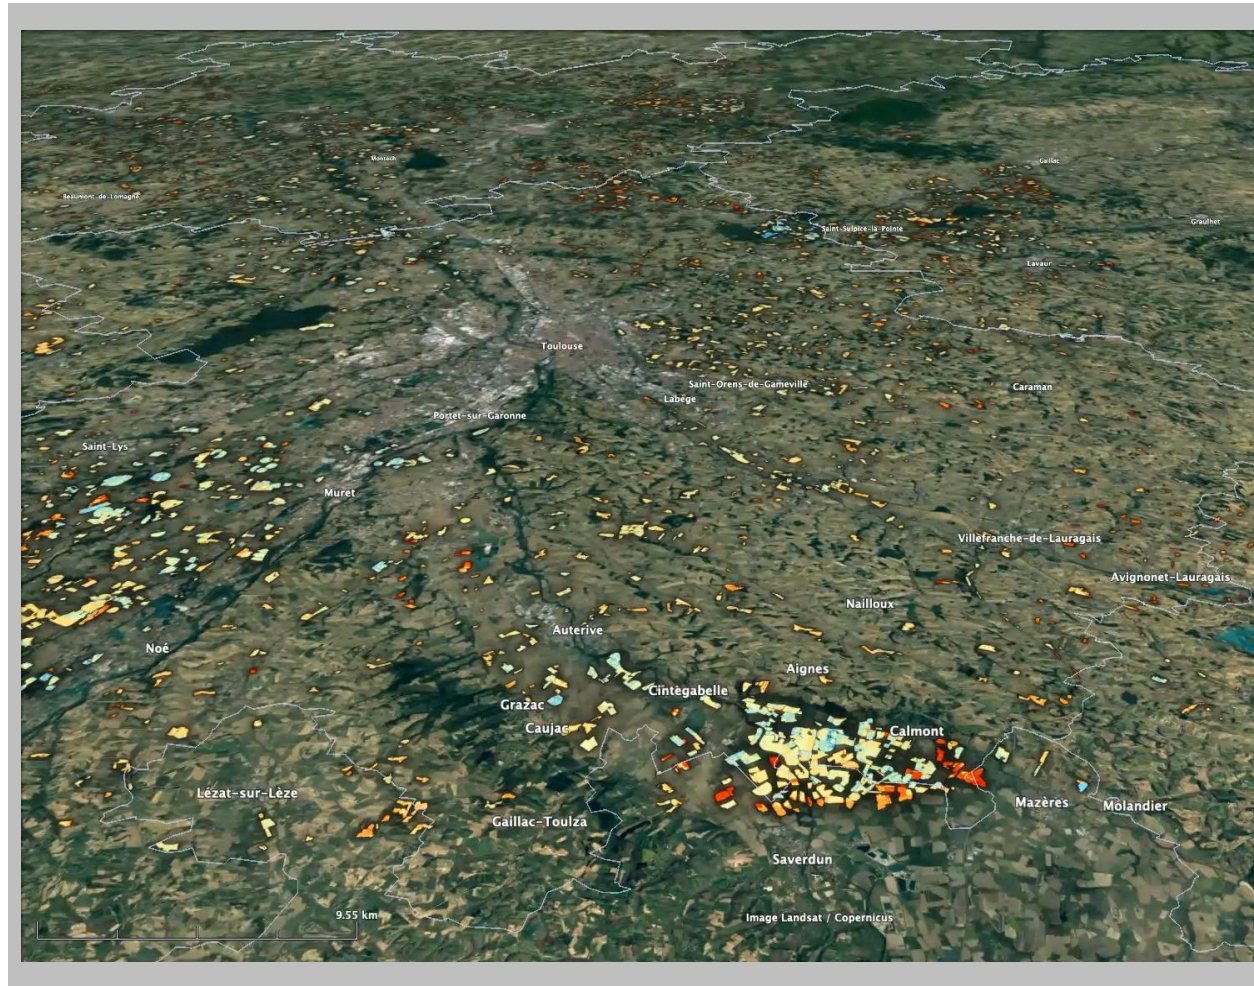 Montech
Gaillac
Beaumont-de-Lomagne
Graulhet
Saint-Sulpice-la-Pointe
Lavaur
Toulouse
Saint-Orens-de-Gameville
Caraman
Labège
Portet-sur-Garonne
Saint-Lys
Muret
Villefranche-de-Lauragais
Avignonet-Lauragais
Nailloux
Auterive
Noé
Aignes
Cintegabelle
Grazac
Caujac
Calmont
Lézat-sur-Lèze
Mazères
Molandier
Gaillac-Toulza
Saverdun
9.55 km
Image Landsat / Copernicus